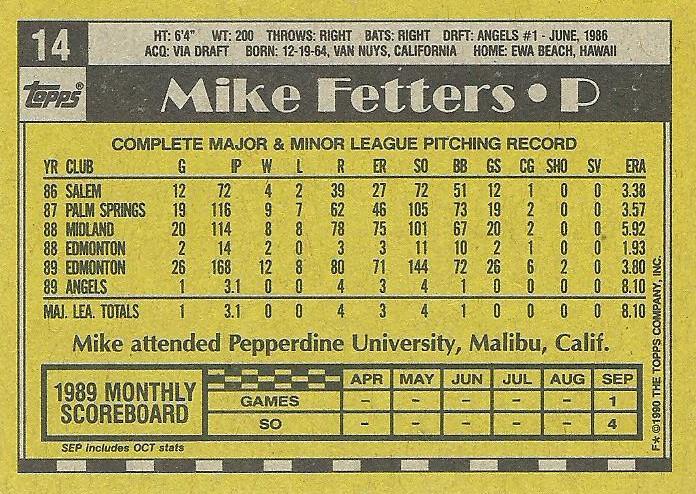 14
HT: 6'4" WT: 200 THROWS: RIGHT BATS: RIGHT DRFT: ANGELS #1 - JUNE, 1986
ACQ: VIA DRAFT BORN: 12-19-64, VAN NUYS, CALIFORNIA HOME: EWA BEACH, HAWAII
topps®
Mike Fetters • P
COMPLETE MAJOR & MINOR LEAGUE PITCHING RECORD
YR CLUB G IP W L R ER SO BB GS CG SHO SV ERA
86 SALEM 12 72 4 2 39 27 72 51 12 1 0 0 3.38
87 PALM SPRINGS 19 116 9 7 62 46 105 73 19 2 0 0 3.57
88 MIDLAND 20 114 8 8 78 75 101 67 20 2 0 0 5.92
88 EDMONTON 2 14 2 0 3 3 11 10 2 1 0 0 1.93
89 EDMONTON 26 168 12 8 80 71 144 72 26 6 2 0 3.80
89 ANGELS 1 3.1 0 0 4 3 4 1 0 0 0 0 8.10
MAJ. LEA. TOTALS 1 3.1 0 0 4 3 4 1 0 0 0 0 8.10
Mike attended Pepperdine University, Malibu, Calif.
1989 MONTHLY
SCOREBOARD
APR MAY JUN JUL AUG SEP
GAMES – – – – – 1
SO – – – – – 4
SEP includes OCT stats
F* ©1990 THE TOPPS COMPANY, INC.